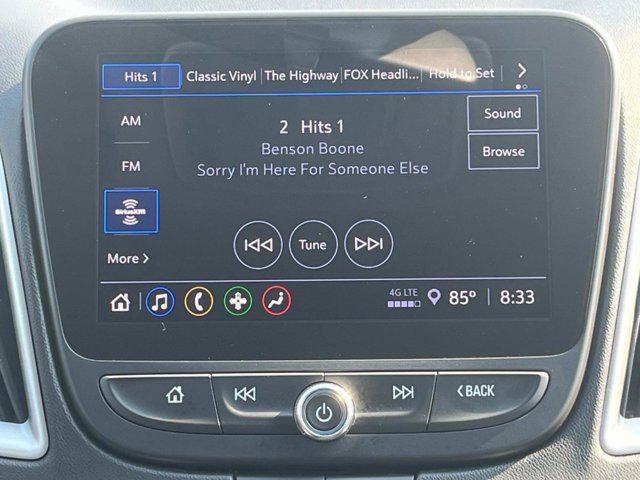 Hits 1 Classic Vinyl The Highway FOX Headli... Hold to Set
AM
2 Hits 1
Sound
Benson Boone
Browse
FM
Sorry I'm Here For Someone Else
SiriusXM
Tune
More
4G LTE
85° 8:33
BACK